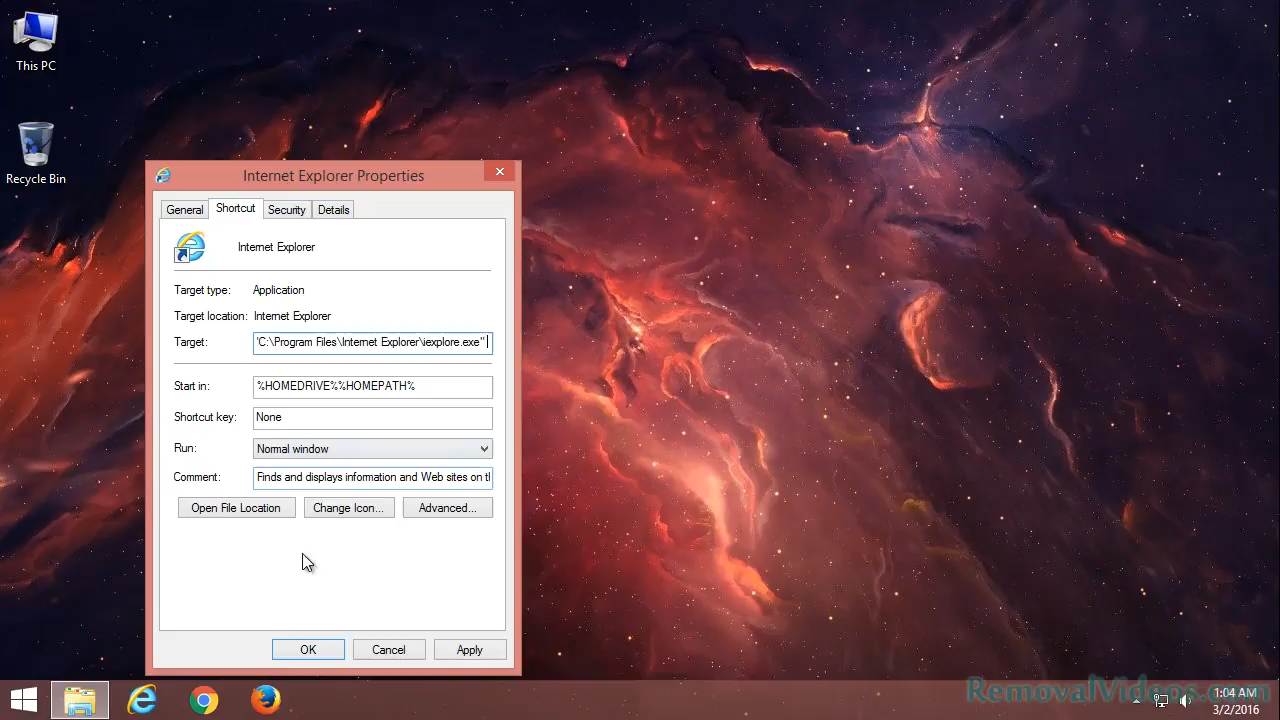 This PC
Recycle Bin
Internet Explorer Properties
General Shortcut Security Details
Internet Explorer
Target type: Application
Target location: Internet Explorer
Target: 'C:\Program Files\Internet Explorer\iexplore.exe"
Start in: %HOMEDRIVE%%HOMEPATH%
Shortcut key: None
Run: Normal window
Comment: Finds and displays information and Web sites on tl
Open File Location Change Icon... Advanced...
OK Cancel Apply
RemovalVideos.com
1:04 AM
3/2/2016